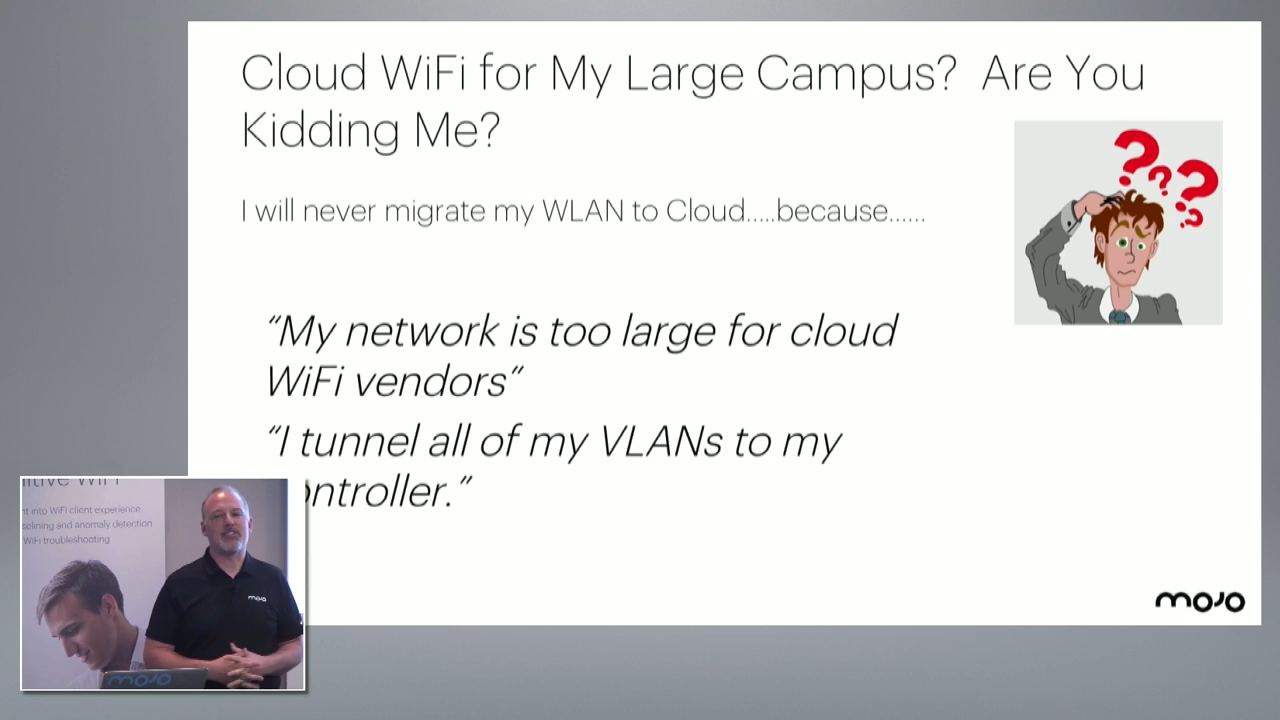 Cloud WiFi for My Large Campus? Are You
Kidding Me?
I will never migrate my WLAN to Cloud.....because......
“My network is too large for cloud
WiFi vendors”
“I tunnel all of my VLANs to my
ontroller.”
mojo
WiFi client experience
and anomaly detection
WiFi troubleshooting
mojo
mojo